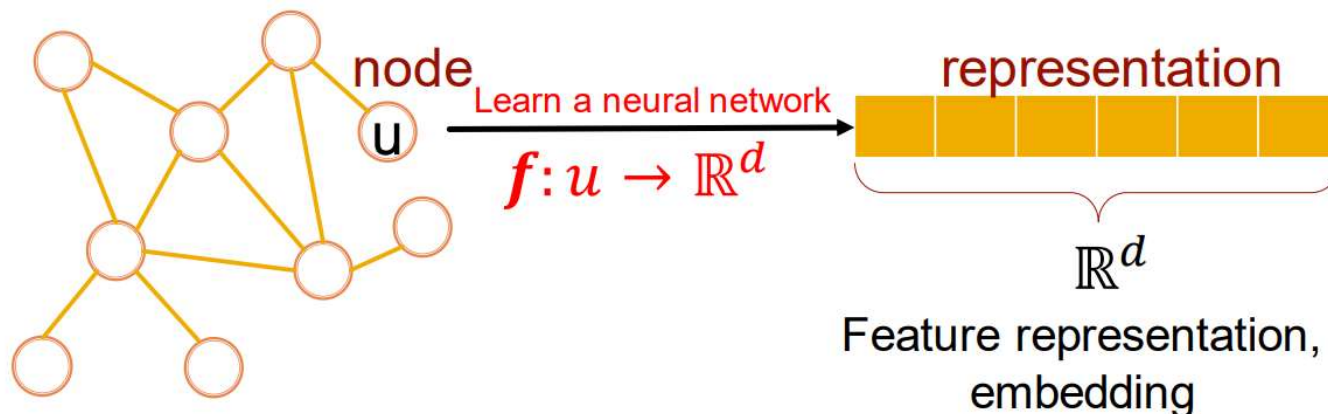 node
u
Learn a neural network
f: u → ℝ^d
representation
ℝ^d
Feature representation,
embedding